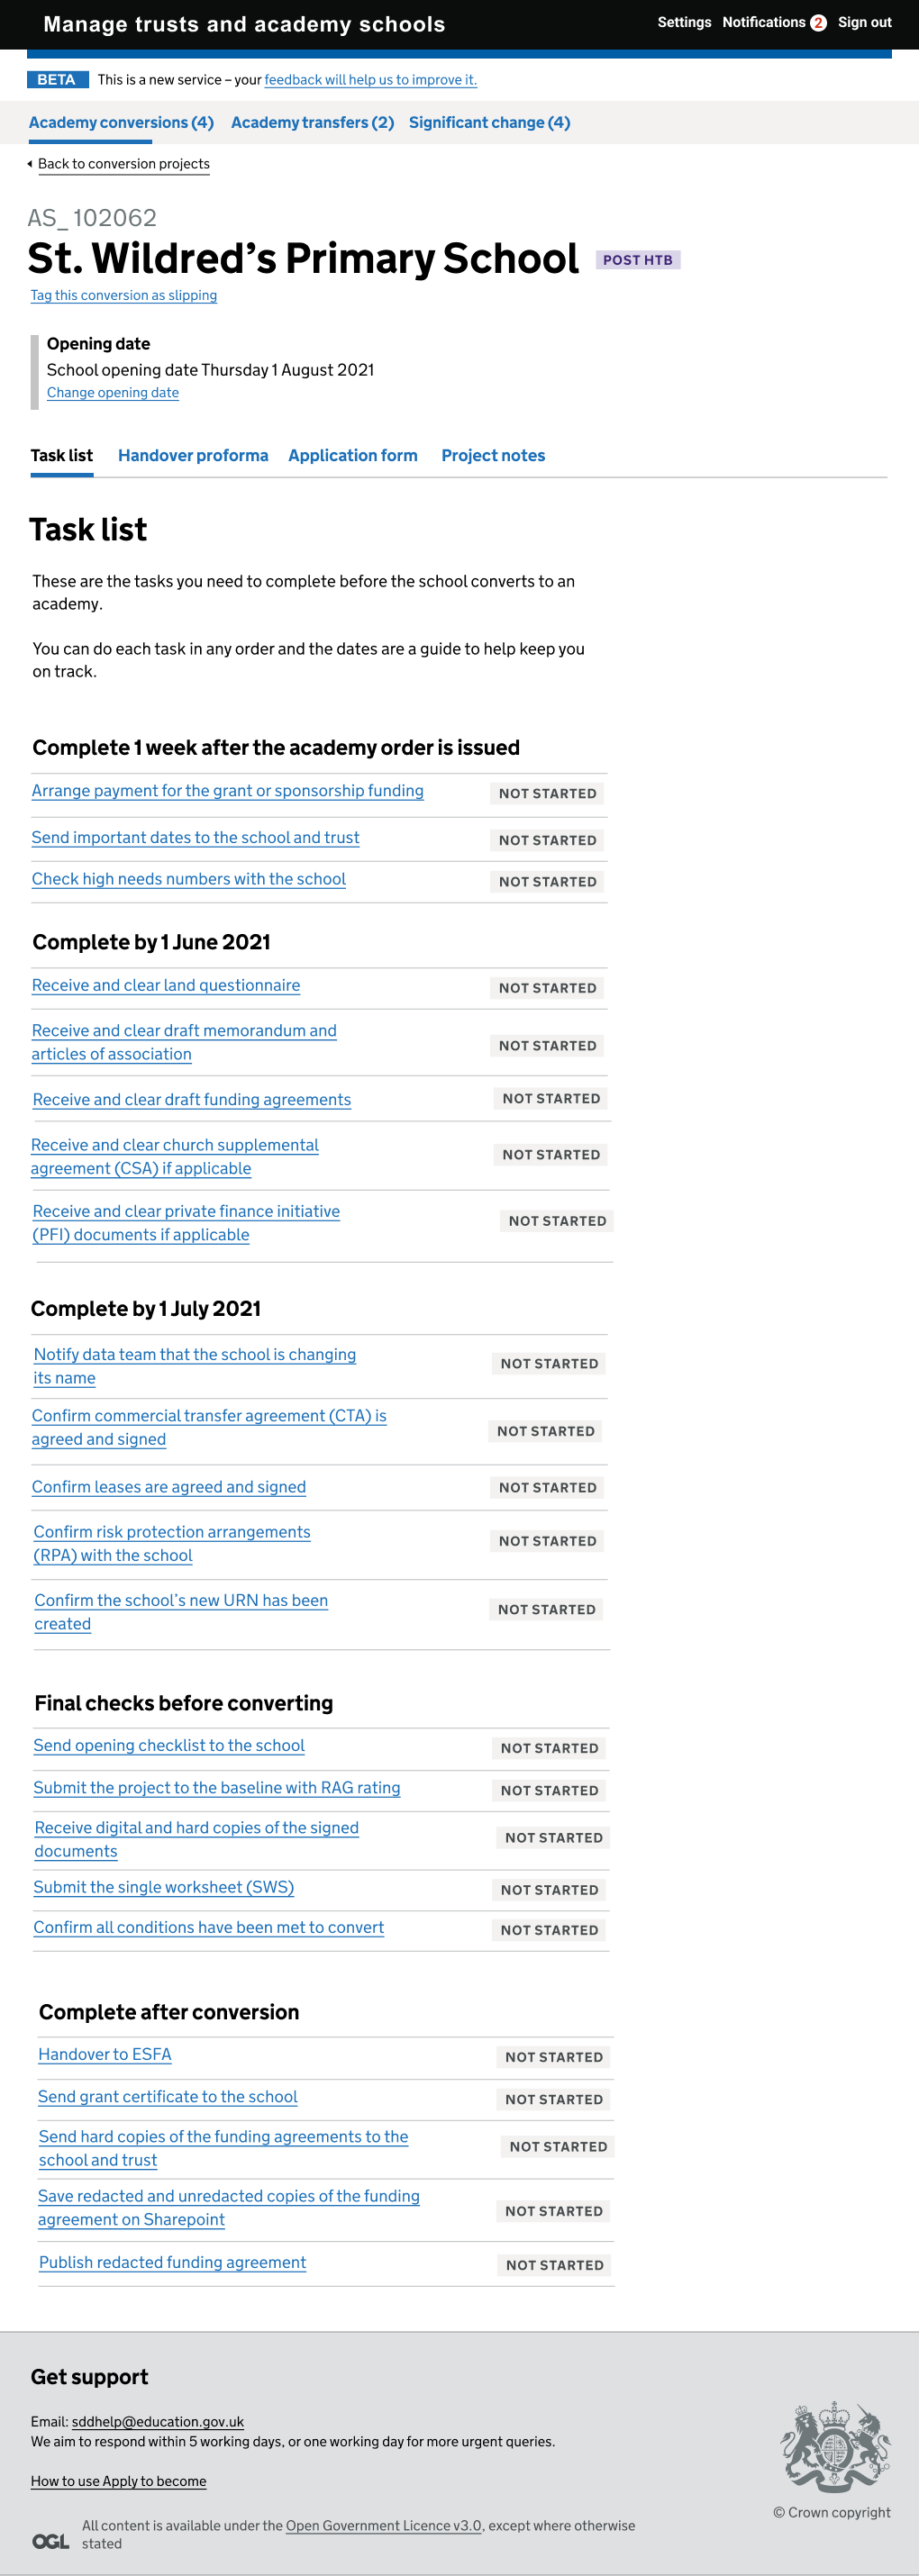 Manage trusts and academy schools
Settings Notifications 2 Sign out
BETA This is a new service – your feedback will help us to improve it.
Academy conversions (4) Academy transfers (2) Significant change (4)
Back to conversion projects
AS_ 102062
St. Wildred’s Primary School POST HTB
Tag this conversion as slipping
Opening date
School opening date Thursday 1 August 2021
Change opening date
Task list Handover proforma Application form Project notes
Task list
These are the tasks you need to complete before the school converts to an
academy.
You can do each task in any order and the dates are a guide to help keep you
on track.
Complete 1 week after the academy order is issued
Arrange payment for the grant or sponsorship funding NOT STARTED
Send important dates to the school and trust NOT STARTED
Check high needs numbers with the school NOT STARTED
Complete by 1 June 2021
Receive and clear land questionnaire NOT STARTED
Receive and clear draft memorandum and
articles of association NOT STARTED
Receive and clear draft funding agreements NOT STARTED
Receive and clear church supplemental
agreement (CSA) if applicable NOT STARTED
Receive and clear private finance initiative
(PFI) documents if applicable NOT STARTED
Complete by 1 July 2021
Notify data team that the school is changing
its name NOT STARTED
Confirm commercial transfer agreement (CTA) is
agreed and signed NOT STARTED
Confirm leases are agreed and signed NOT STARTED
Confirm risk protection arrangements
(RPA) with the school NOT STARTED
Confirm the school’s new URN has been
created NOT STARTED
Final checks before converting
Send opening checklist to the school NOT STARTED
Submit the project to the baseline with RAG rating NOT STARTED
Receive digital and hard copies of the signed
documents NOT STARTED
Submit the single worksheet (SWS) NOT STARTED
Confirm all conditions have been met to convert NOT STARTED
Complete after conversion
Handover to ESFA NOT STARTED
Send grant certificate to the school NOT STARTED
Send hard copies of the funding agreements to the
school and trust NOT STARTED
Save redacted and unredacted copies of the funding
agreement on Sharepoint NOT STARTED
Publish redacted funding agreement NOT STARTED
Get support
Email: sddhelp@education.gov.uk
We aim to respond within 5 working days, or one working day for more urgent queries.
How to use Apply to become
© Crown copyright
OGL All content is available under the Open Government Licence v3.0, except where otherwise
stated